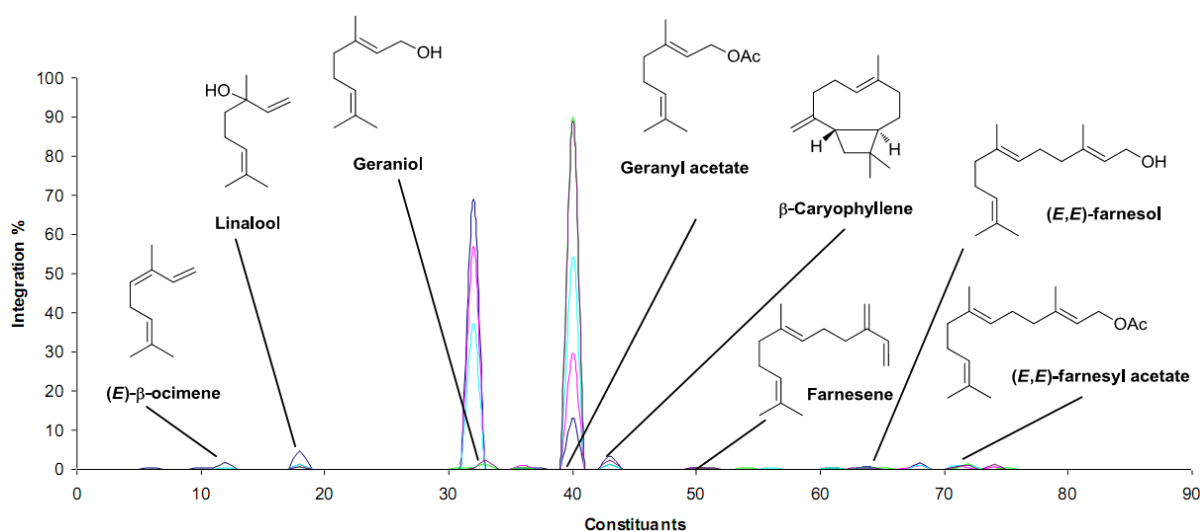 OH
OAc
HO
Geraniol
Geranyl acetate
Linalool
β-Caryophyllene
H
H
OH
(E,E)-farnesol
(E)-β-ocimene
Farnesene
OAc
(E,E)-farnesyl acetate
Integration %
100
90
80
70
60
50
40
30
20
10
0
0 10 20 30 40 50 60 70 80 90
Constituants